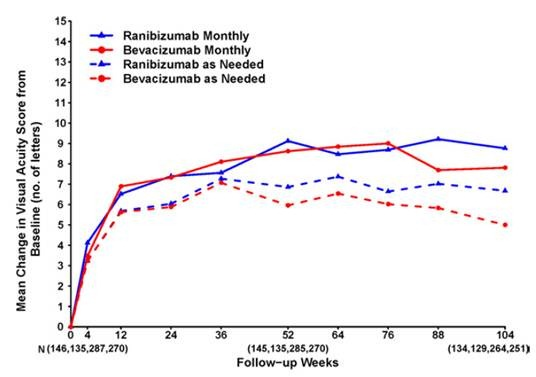 Mean Change in Visual Acuity Score from
Baseline (no. of letters)
15
14
13
12
11
10
9
8
7
6
5
4
3
2
1
0
Ranibizumab Monthly
Bevacizumab Monthly
Ranibizumab as Needed
Bevacizumab as Needed
0 4 12 24 36 52 64 76 88 104
N (146,135,287,270) (145,135,285,270) (134,129,264,251)
Follow-up Weeks